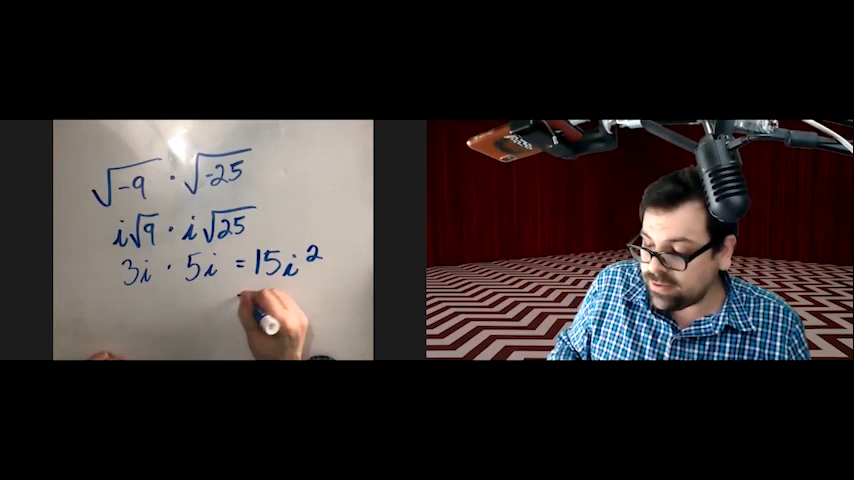 √-9 · √-25
i√9 · i√25
3i · 5i = 15i²